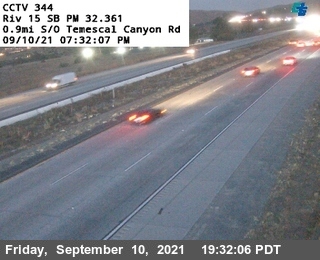 CCTV 344
Riv 15 SB PM 32.361
0.9mi S/O Temescal Canyon Rd
09/10/21 07:32:07 PM
Friday, September 10, 2021 19:32:06 PDT